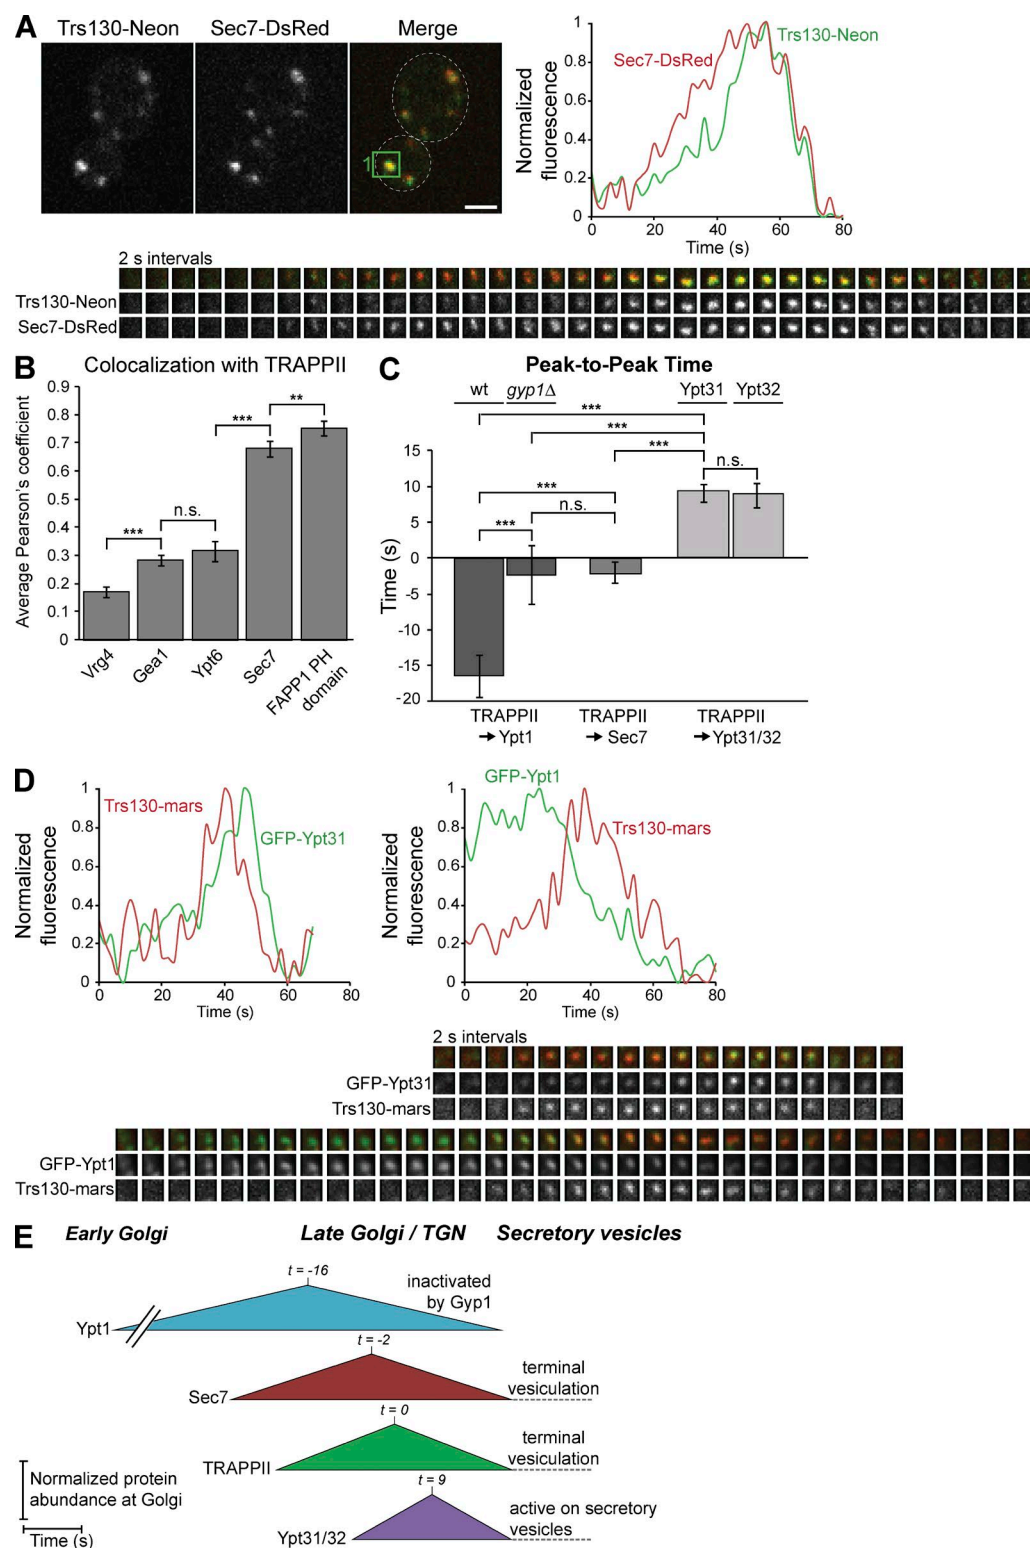 A
Trs130-Neon Sec7-DsRed Merge
1
Normalized
fluorescence
1
0.8
0.6
0.4
0.2
0
0 20 40 60 80
Time (s)
Sec7-DsRed
Trs130-Neon
2 s intervals
Trs130-Neon
Sec7-DsRed
B
Colocalization with TRAPPII
Average Pearson's coefficient
0.9
0.8
0.7
0.6
0.5
0.4
0.3
0.2
0.1
0
***
n.s.
***
**
Vrg4
Gea1
Ypt6
Sec7
FAPP1 PH
domain
C
Peak-to-Peak Time
wt gyp1Δ Ypt31 Ypt32
***
***
***
n.s.
***
n.s.
***
Time (s)
15
10
5
0
-5
-10
-15
-20
TRAPPII
→ Ypt1
TRAPPII
→ Sec7
TRAPPII
→ Ypt31/32
D
Normalized
fluorescence
1
0.8
0.6
0.4
0.2
0
0 20 40 60 80
Time (s)
Trs130-mars
GFP-Ypt31
GFP-Ypt1
Trs130-mars
Normalized
fluorescence
1
0.8
0.6
0.4
0.2
0
0 20 40 60 80
Time (s)
2 s intervals
GFP-Ypt31
Trs130-mars
GFP-Ypt1
Trs130-mars
E
Early Golgi Late Golgi / TGN Secretory vesicles
t = -16
inactivated
by Gyp1
Ypt1
t = -2
terminal
vesiculation
Sec7
t = 0
terminal
vesiculation
TRAPPII
t = 9
active on secretory
vesicles
Ypt31/32
Normalized protein
abundance at Golgi
Time (s)